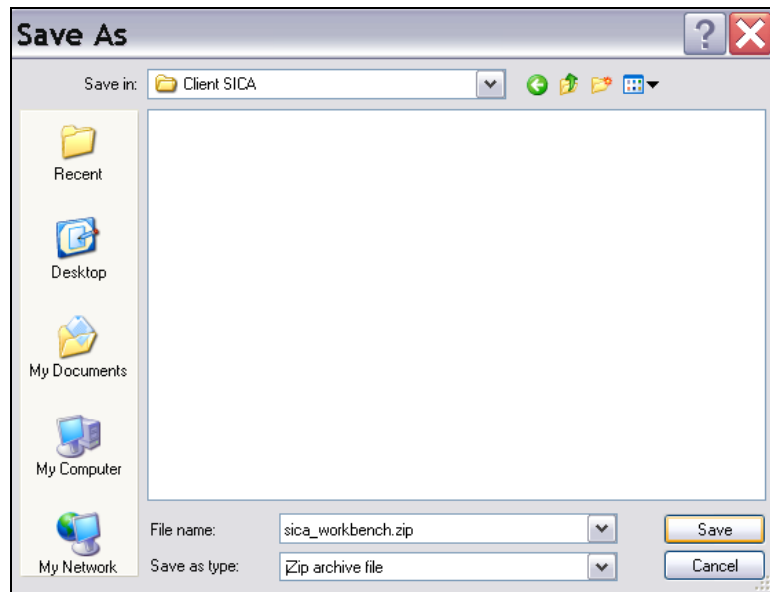 Save As
Save in: Client SICA
Recent
Desktop
My Documents
My Computer
My Network
File name: sica_workbench.zip Save
Save as type: Zip archive file Cancel